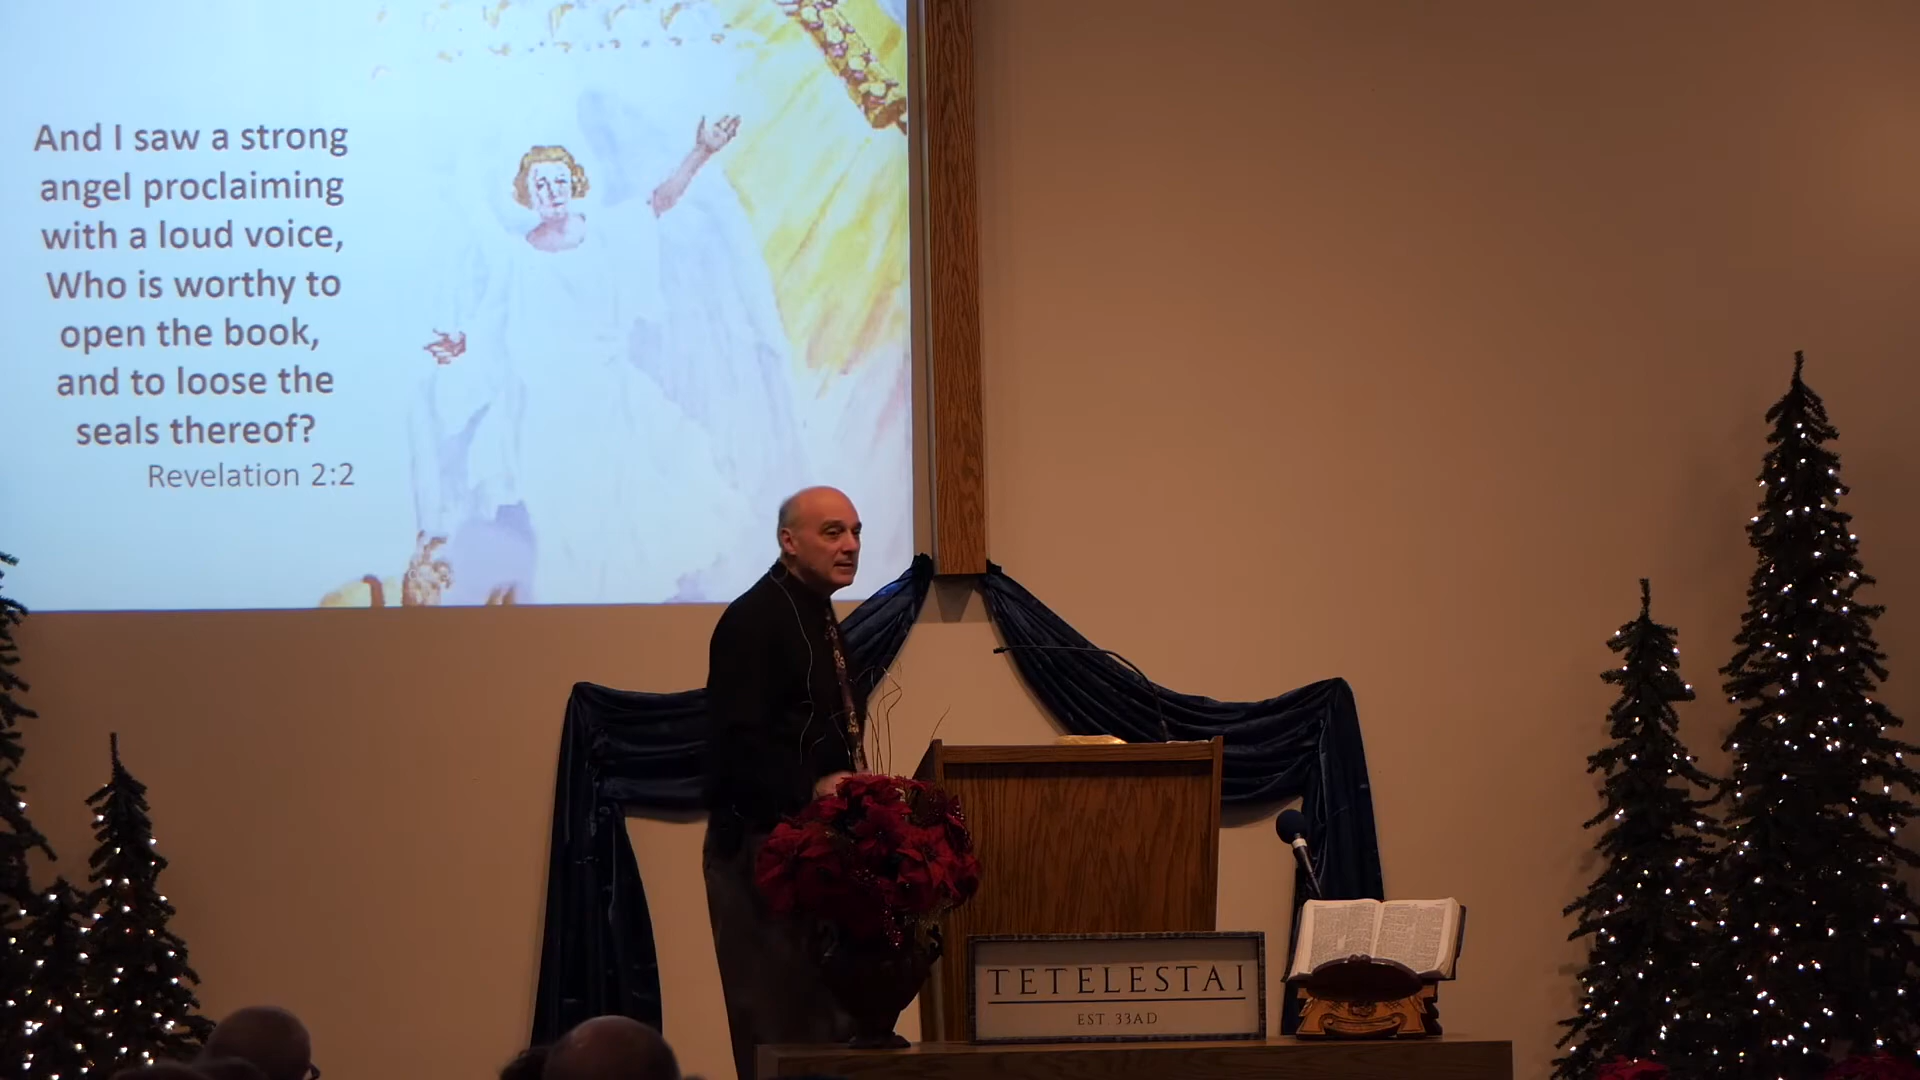 And I saw a strong
angel proclaiming
with a loud voice,
Who is worthy to
open the book,
and to loose the
seals thereof?
Revelation 2:2
TETELESTAI
EST 33AD